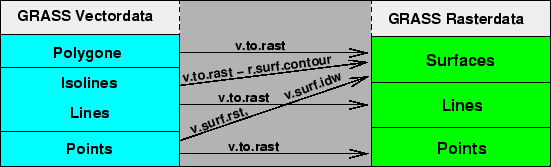 GRASS Vectordata
GRASS Rasterdata
Polygone
v.to.rast
Surfaces
Isolines
v.to.rast – r.surf.contour
Lines
v.to.rast
v.surf.rst, v.surf.idw
Lines
Points
v.to.rast
Points